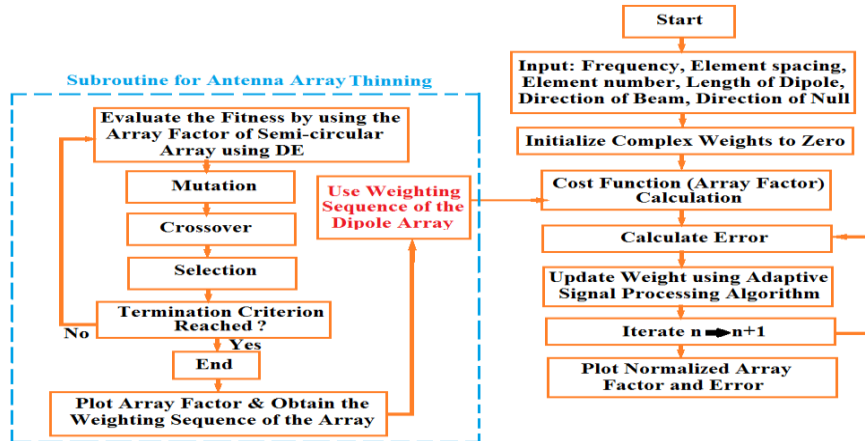 Subroutine for Antenna Array Thinning
Evaluate the Fitness by using the
Array Factor of Semi-circular
Array using DE
Mutation
Crossover
Selection
Termination Criterion
Reached ?
No
Yes
End
Plot Array Factor & Obtain the
Weighting Sequence of the Array
Use Weighting
Sequence of the
Dipole Array
Start
Input: Frequency, Element spacing,
Element number, Length of Dipole,
Direction of Beam, Direction of Null
Initialize Complex Weights to Zero
Cost Function (Array Factor)
Calculation
Calculate Error
Update Weight using Adaptive
Signal Processing Algorithm
Iterate n ➡ n+1
Plot Normalized Array
Factor and Error